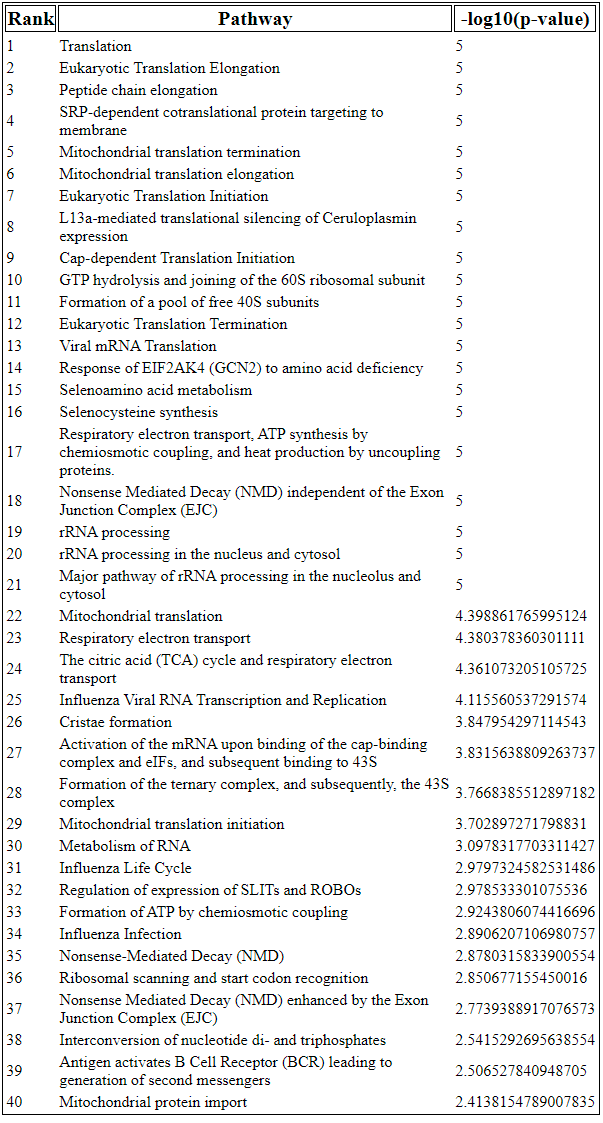 Rank Pathway -log10(p-value)
1 Translation 5
2 Eukaryotic Translation Elongation 5
3 Peptide chain elongation 5
4 SRP-dependent cotranslational protein targeting to
membrane 5
5 Mitochondrial translation termination 5
6 Mitochondrial translation elongation 5
7 Eukaryotic Translation Initiation 5
8 L13a-mediated translational silencing of Ceruloplasmin
expression 5
9 Cap-dependent Translation Initiation 5
10 GTP hydrolysis and joining of the 60S ribosomal subunit 5
11 Formation of a pool of free 40S subunits 5
12 Eukaryotic Translation Termination 5
13 Viral mRNA Translation 5
14 Response of EIF2AK4 (GCN2) to amino acid deficiency 5
15 Selenoamino acid metabolism 5
16 Selenocysteine synthesis 5
17 Respiratory electron transport, ATP synthesis by
chemiosmotic coupling, and heat production by uncoupling
proteins. 5
18 Nonsense Mediated Decay (NMD) independent of the Exon
Junction Complex (EJC) 5
19 rRNA processing 5
20 rRNA processing in the nucleus and cytosol 5
21 Major pathway of rRNA processing in the nucleolus and
cytosol 5
22 Mitochondrial translation 4.398861765995124
23 Respiratory electron transport 4.380378360301111
24 The citric acid (TCA) cycle and respiratory electron
transport 4.361073205105725
25 Influenza Viral RNA Transcription and Replication 4.115560537291574
26 Cristae formation 3.847954297114543
27 Activation of the mRNA upon binding of the cap-binding
complex and eIFs, and subsequent binding to 43S 3.8315638809263737
28 Formation of the ternary complex, and subsequently, the 43S
complex 3.7668385512897182
29 Mitochondrial translation initiation 3.702897271798831
30 Metabolism of RNA 3.0978317703311427
31 Influenza Life Cycle 2.9797324582531486
32 Regulation of expression of SLITs and ROBOs 2.978533301075536
33 Formation of ATP by chemiosmotic coupling 2.9243806074416696
34 Influenza Infection 2.8906207106980757
35 Nonsense-Mediated Decay (NMD) 2.8780315833900554
36 Ribosomal scanning and start codon recognition 2.850677155450016
37 Nonsense Mediated Decay (NMD) enhanced by the Exon
Junction Complex (EJC) 2.7739388917076573
38 Interconversion of nucleotide di- and triphosphates 2.5415292695638554
39 Antigen activates B Cell Receptor (BCR) leading to
generation of second messengers 2.506527840948705
40 Mitochondrial protein import 2.4138154789007835